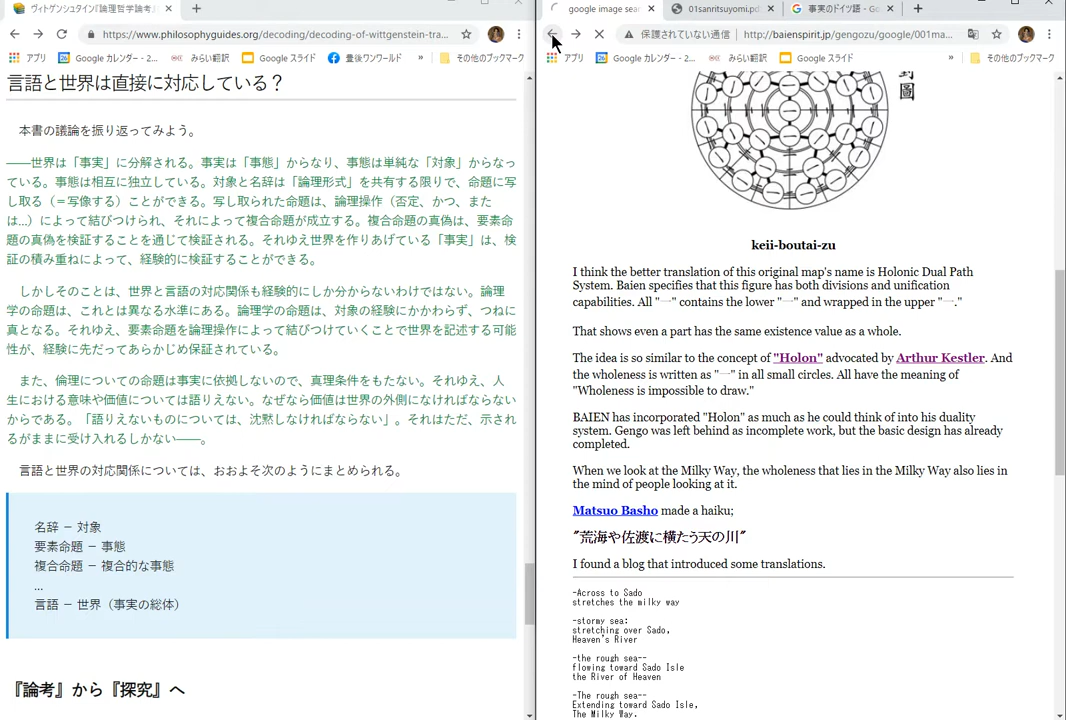 ヴィトゲンシュタイン『論理哲学論考』
https://www.philosophyguides.org/decoding/decoding-of-wittgenstein-tra...
アプリ
Google カレンダー - 2...
みらい翻訳
Google スライド
豊後ワンワールド
»
その他のブックマーク
言語と世界は直接に対応している?
本書の議論を振り返ってみよう。
――世界は「事実」に分解される。事実は「事態」からなり、事態は単純な「対象」からなっ
ている。事態は相互に独立している。対象と名辞は「論理形式」を共有する限りで、命題に写
し取る(=写像する)ことができる。写し取られた命題は、論理操作(否定、かつ、また
は...)によって結びつけられ、それによって複合命題が成立する。複合命題の真偽は、要素命
題の真偽を検証することを通じて検証される。それゆえ世界を作りあげている「事実」は、検
証の積み重ねによって、経験的に検証することができる。
しかしそのことは、世界と言語の対応関係も経験的にしか分からないわけではない。論理
学の命題は、これとは異なる水準にある。論理学の命題は、対象の経験にかかわらず、つねに
真となる。それゆえ、要素命題を論理操作によって結びつけていくことで世界を記述する可能
性が、経験に先だってあらかじめ保証されている。
また、倫理についての命題は事実に依拠しないので、真理条件をもたない。それゆえ、人
生における意味や価値については語りえない。なぜなら価値は世界の外側になければならない
からである。「語りえないものについては、沈黙しなければならない」。それはただ、示され
るがままに受け入れるしかない――。
言語と世界の対応関係については、おおよそ次のようにまとめられる。
名辞 – 対象
要素命題 – 事態
複合命題 – 複合的な事態
...
言語 – 世界(事実の総体)
『論考』から『探究』へ
google image sea
01sanritsuyomi.pd
事実のドイツ語 - Go
保護されていない通信
http://baienspirit.jp/gengozu/google/001ma...
アプリ
Google カレンダー - 2...
みらい翻訳
Google スライド
»
その他のブックマーク
圖
keii-boutai-zu
I think the better translation of this original map's name is Holonic Dual Path
System. Baien specifies that this figure has both divisions and unification
capabilities. All "一" contains the lower "一" and wrapped in the upper "一."
That shows even a part has the same existence value as a whole.
The idea is so similar to the concept of "Holon" advocated by Arthur Kestler. And
the wholeness is written as "一" in all small circles. All have the meaning of
"Wholeness is impossible to draw."
BAIEN has incorporated "Holon" as much as he could think of into his duality
system. Gengo was left behind as incomplete work, but the basic design has already
completed.
When we look at the Milky Way, the wholeness that lies in the Milky Way also lies in
the mind of people looking at it.
Matsuo Basho made a haiku;
"荒海や佐渡に横たう天の川"
I found a blog that introduced some translations.
-Across to Sado
stretches the milky way
-stormy sea:
stretching over Sado,
Heaven's River
-the rough sea--
flowing toward Sado Isle
the River of Heaven
-The rough sea--
Extending toward Sado Isle,
The Milky Way.